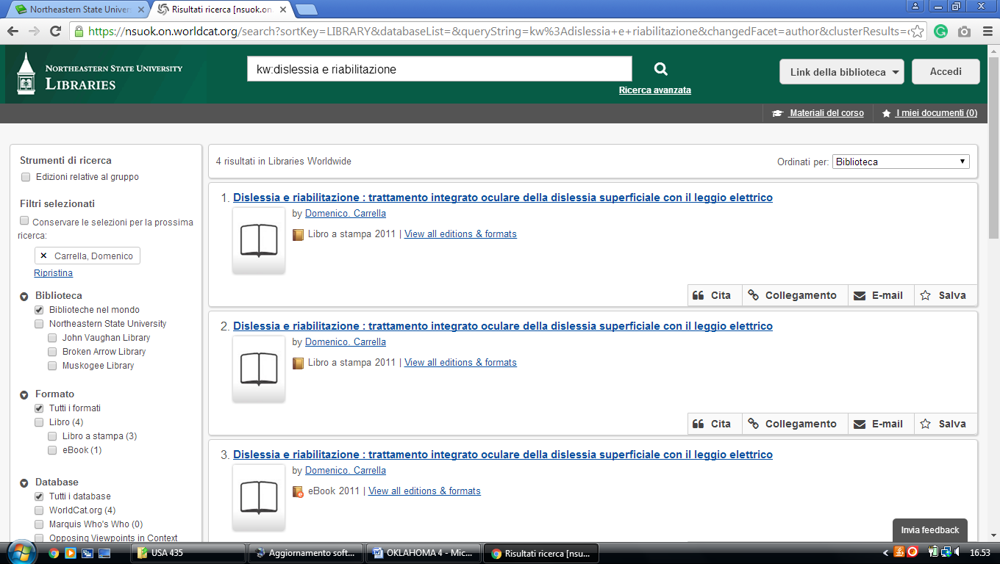 Northeastern State Univers
Risultati ricerca [nsuok.on
https://nsuok.on.worldcat.org/search?sortKey=LIBRARY&databaseList=&queryString=kw%3Adislessia+e+riabilitazione&changedFacet=author&clusterResults=
NORTHEASTERN STATE UNIVERSITY
LIBRARIES
kw:dislessia e riabilitazione
Ricerca avanzata
Link della biblioteca
Accedi
Materiali del corso
I miei documenti (0)
Strumenti di ricerca
Edizioni relative al gruppo
Filtri selezionati
Conservare le selezioni per la prossima
ricerca:
× Carrella, Domenico
Ripristina
Biblioteca
Biblioteche nel mondo
Northeastern State University
John Vaughan Library
Broken Arrow Library
Muskogee Library
Formato
Tutti i formati
Libro (4)
Libro a stampa (3)
eBook (1)
Database
Tutti i database
WorldCat.org (4)
Marquis Who's Who (0)
Opposing Viewpoints in Context
4 risultati in Libraries Worldwide
Ordinati per: Biblioteca
1. Dislessia e riabilitazione : trattamento integrato oculare della dislessia superficiale con il leggio elettrico
by Domenico. Carrella
Libro a stampa 2011 | View all editions & formats
Cita Collegamento E-mail Salva
2. Dislessia e riabilitazione : trattamento integrato oculare della dislessia superficiale con il leggio elettrico
by Domenico. Carrella
Libro a stampa 2011 | View all editions & formats
Cita Collegamento E-mail Salva
3. Dislessia e riabilitazione : trattamento integrato oculare della dislessia superficiale con il leggio elettrico
by Domenico. Carrella
eBook 2011 | View all editions & formats
Invia feedback
USA 435
Aggiornamento soft...
OKLAHOMA 4 - Mic...
Risultati ricerca [nsu...
16.53